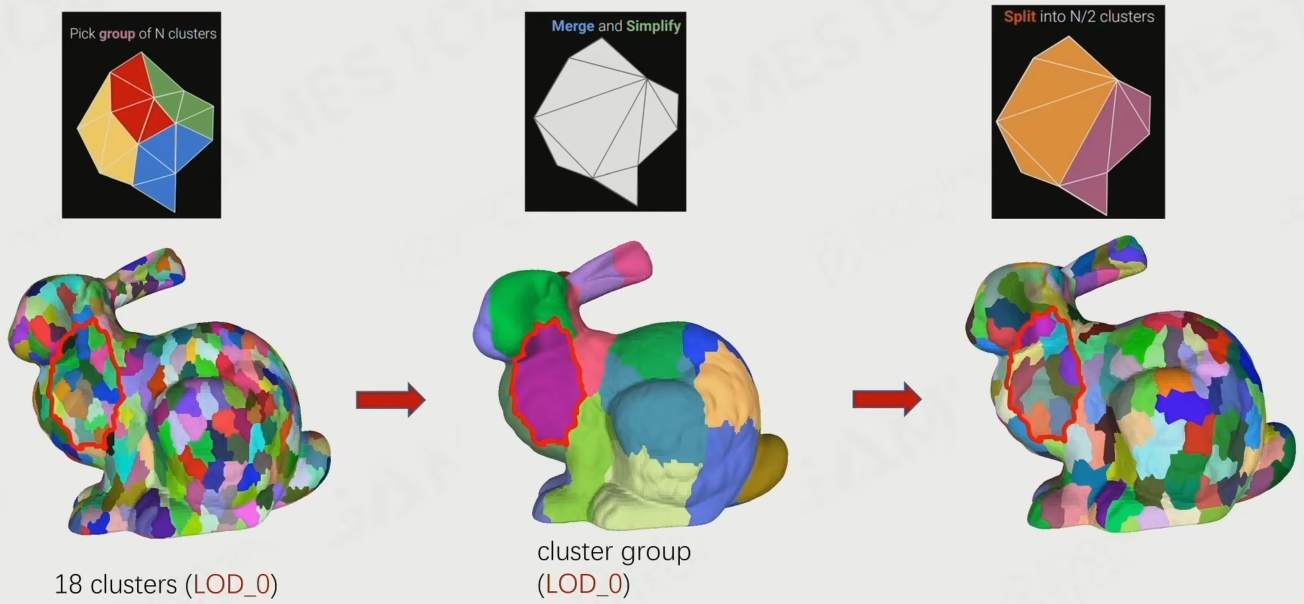 Pick group of N clusters
Merge and Simplify
Split into N/2 clusters
18 clusters (LOD_0)
cluster group
(LOD_0)